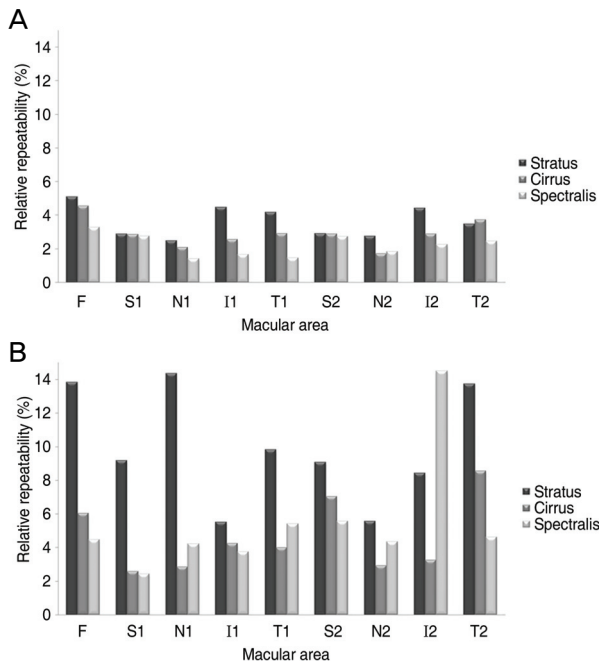 A
Relative repeatability (%)
14
12
10
8
6
4
2
0
F S1 N1 I1 T1 S2 N2 I2 T2
Macular area
Stratus
Cirrus
Spectralis
B
Relative repeatability (%)
14
12
10
8
6
4
2
0
F S1 N1 I1 T1 S2 N2 I2 T2
Macular area
Stratus
Cirrus
Spectralis